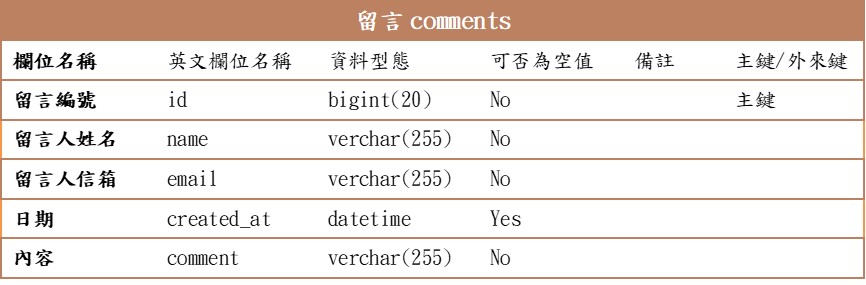 留言 comments
欄位名稱 英文欄位名稱 資料型態 可否為空值 備註 主鍵/外來鍵
留言編號 id bigint(20) No 主鍵
留言人姓名 name verchar(255) No
留言人信箱 email verchar(255) No
日期 created_at datetime Yes
內容 comment verchar(255) No